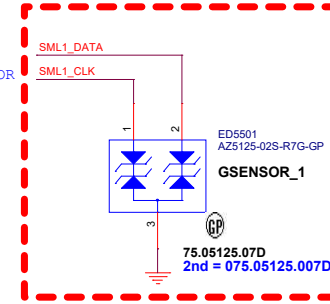 SML1_DATA
OR
SML1_CLK
1
2
ED5501
AZ5125-02S-R7G-GP
GSENSOR_1
3
GP
75.05125.07D
2nd = 075.05125.007D